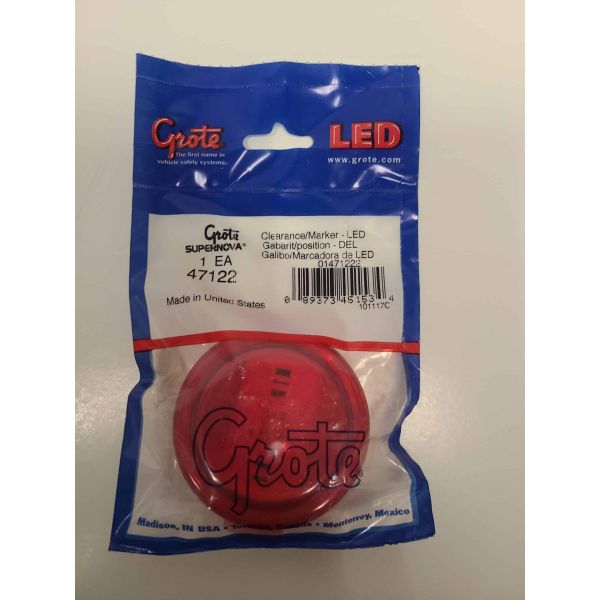 Grote
The first name in
vehicle safety systems.
LED
www.grote.com
Grote
SUPERNOVA®
1 EA
47122
Clearance/Marker - LED
Gabarit/position - DEL
Galibo/Marcadora de LED
01471222
Made in United States
0 89373 45153 4
101117C
Grote
Madison, IN USA • Toronto, Canada • Monterrey, Mexico